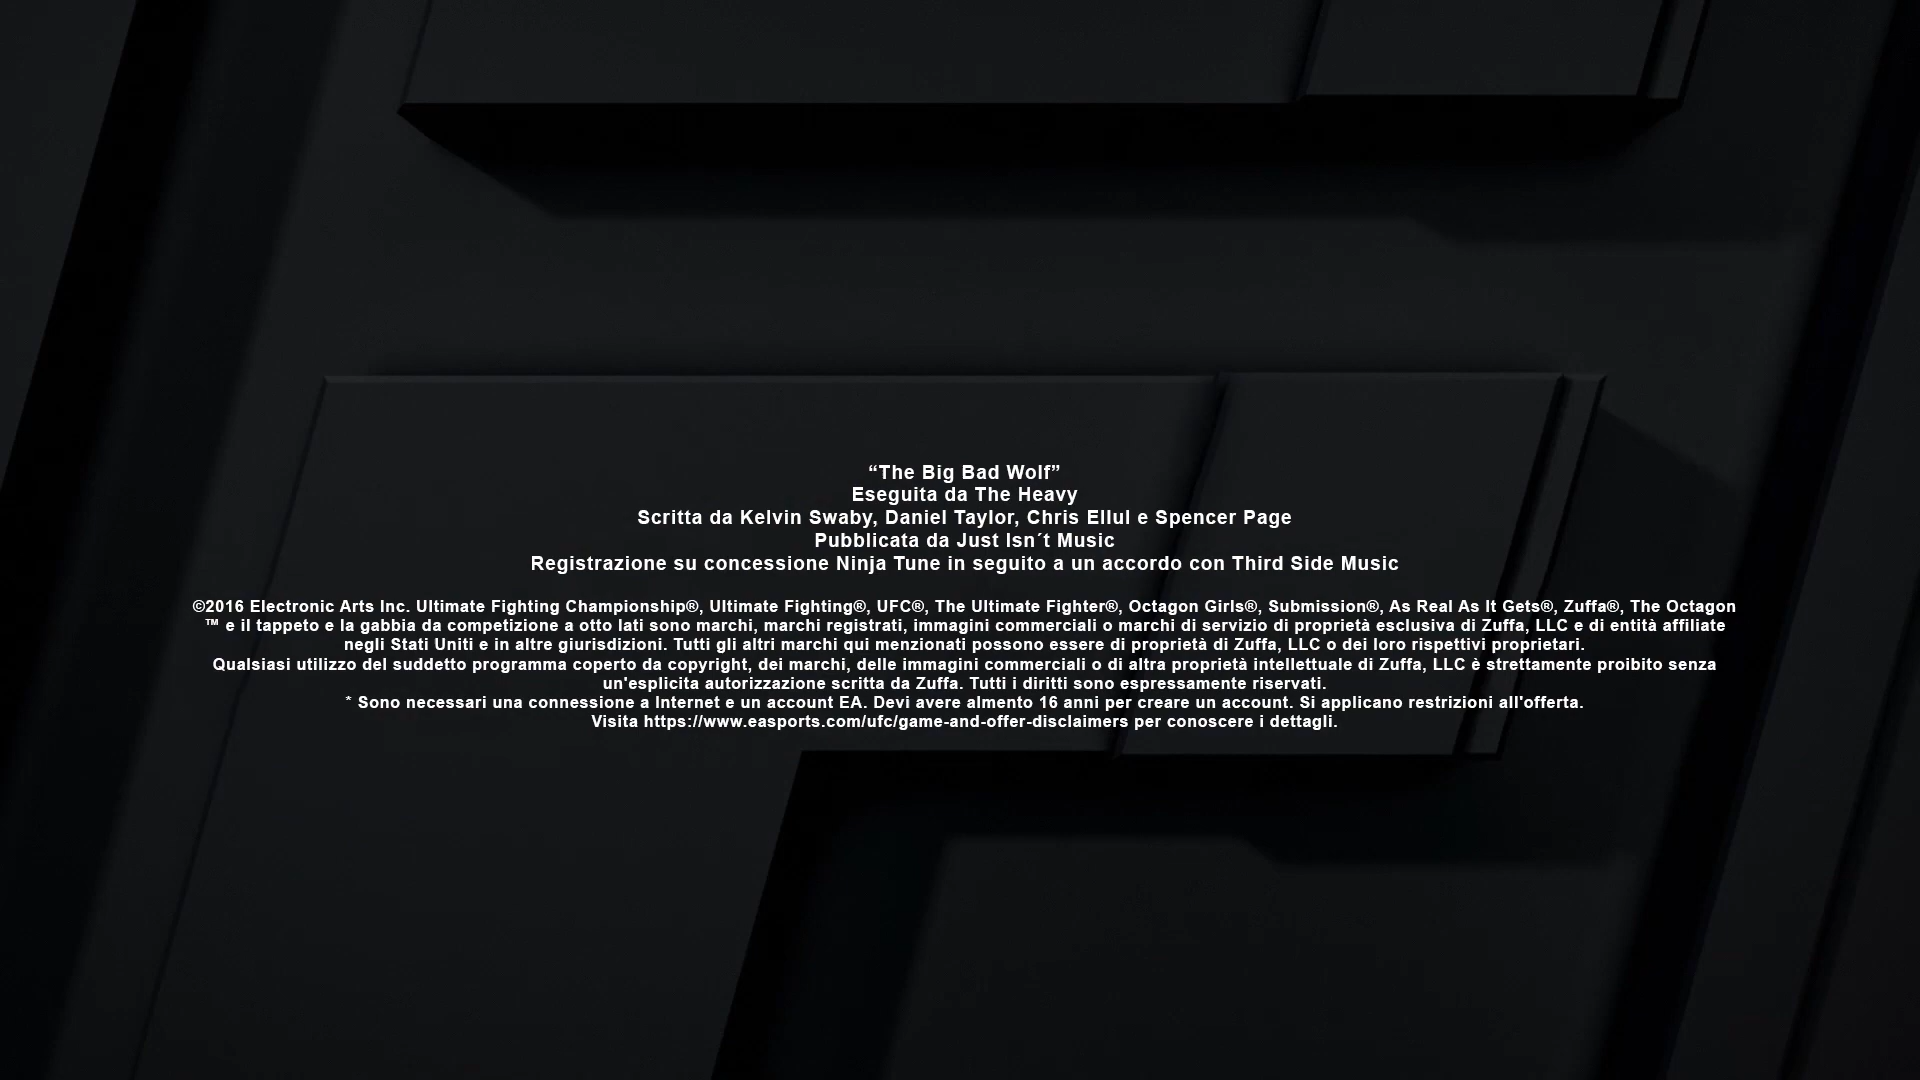 “The Big Bad Wolf”
Eseguita da The Heavy
Scritta da Kelvin Swaby, Daniel Taylor, Chris Ellul e Spencer Page
Pubblicata da Just Isn´t Music
Registrazione su concessione Ninja Tune in seguito a un accordo con Third Side Music
©2016 Electronic Arts Inc. Ultimate Fighting Championship®, Ultimate Fighting®, UFC®, The Ultimate Fighter®, Octagon Girls®, Submission®, As Real As It Gets®, Zuffa®, The Octagon
™ e il tappeto e la gabbia da competizione a otto lati sono marchi, marchi registrati, immagini commerciali o marchi di servizio di proprietà esclusiva di Zuffa, LLC e di entità affiliate
negli Stati Uniti e in altre giurisdizioni. Tutti gli altri marchi qui menzionati possono essere di proprietà di Zuffa, LLC o dei loro rispettivi proprietari.
Qualsiasi utilizzo del suddetto programma coperto da copyright, dei marchi, delle immagini commerciali o di altra proprietà intellettuale di Zuffa, LLC è strettamente proibito senza
un'esplicita autorizzazione scritta da Zuffa. Tutti i diritti sono espressamente riservati.
* Sono necessari una connessione a Internet e un account EA. Devi avere almento 16 anni per creare un account. Si applicano restrizioni all'offerta.
Visita https://www.easports.com/ufc/game-and-offer-disclaimers per conoscere i dettagli.